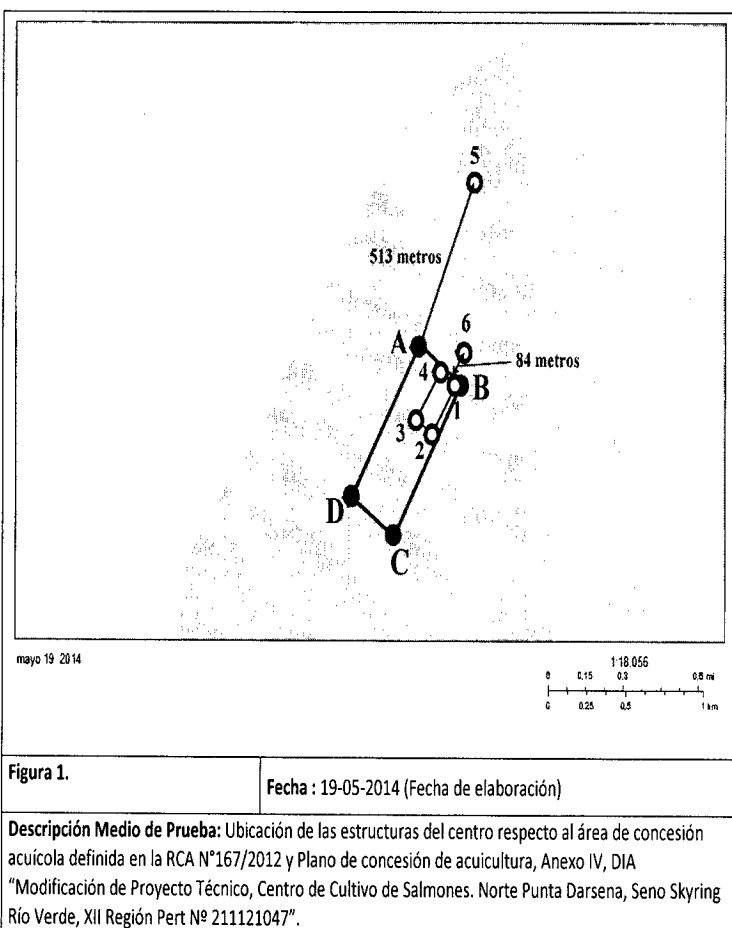 5
513 metros
6
A
4
84 metros
B
1
3
2
D
C
mayo 19 2014
1:18.056
0 0,15 0,3 0,6 mi
0 0,25 0,5 1 km
Figura 1.
Fecha : 19-05-2014 (Fecha de elaboración)
Descripción Medio de Prueba: Ubicación de las estructuras del centro respecto al área de concesión
acuícola definida en la RCA N°167/2012 y Plano de concesión de acuicultura, Anexo IV, DIA
"Modificación de Proyecto Técnico, Centro de Cultivo de Salmones. Norte Punta Darsena, Seno Skyring
Río Verde, XII Región Pert Nº 211121047".